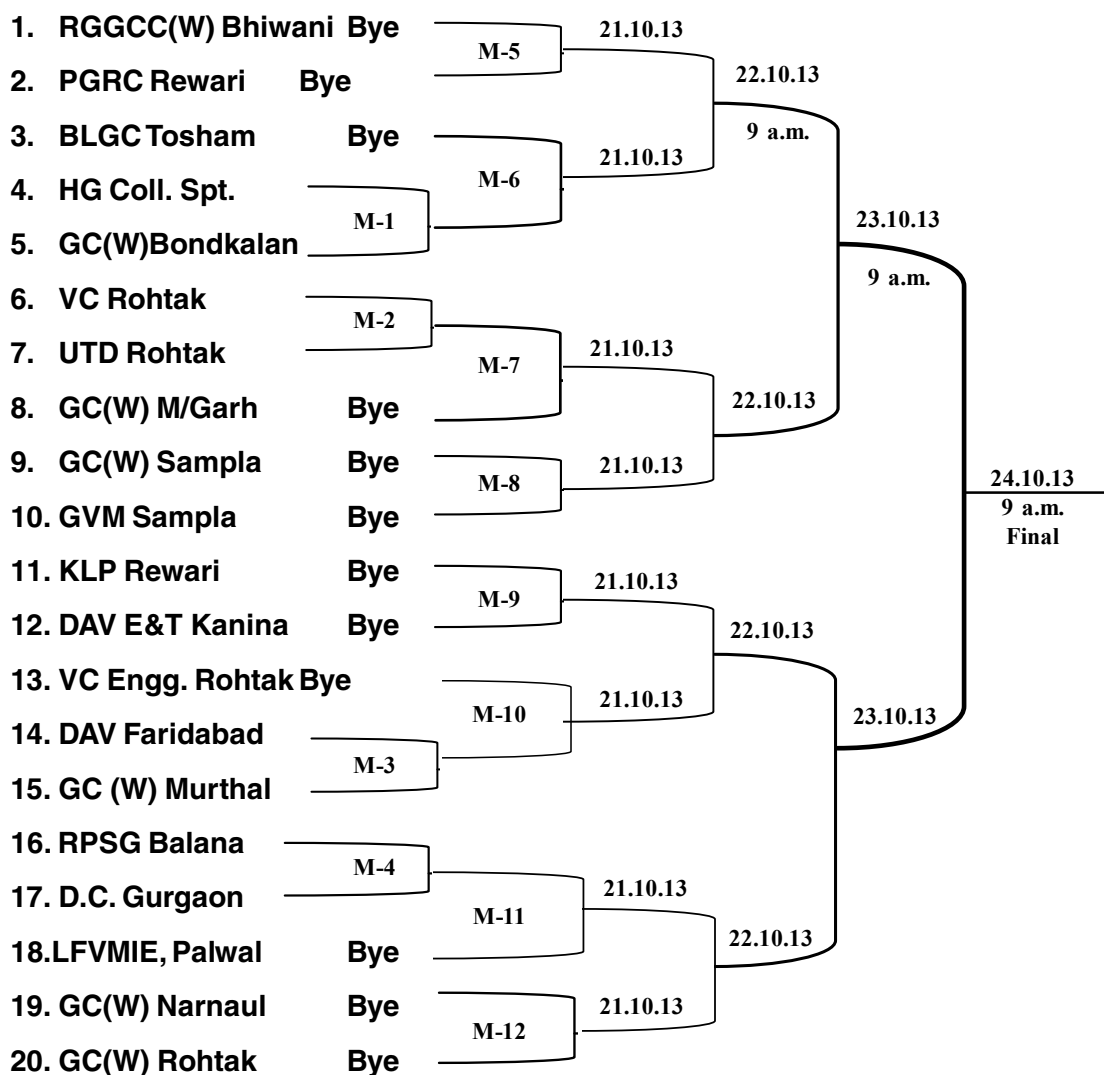 1. RGGCC(W) Bhiwani Bye
2. PGRC Rewari Bye
3. BLGC Tosham Bye
4. HG Coll. Spt.
5. GC(W)Bondkalan
6. VC Rohtak
7. UTD Rohtak
8. GC(W) M/Garh Bye
9. GC(W) Sampla Bye
10. GVM Sampla Bye
11. KLP Rewari Bye
12. DAV E&T Kanina Bye
13. VC Engg. Rohtak Bye
14. DAV Faridabad
15. GC (W) Murthal
16. RPSG Balana
17. D.C. Gurgaon
18.LFVMIE, Palwal Bye
19. GC(W) Narnaul Bye
20. GC(W) Rohtak Bye
M-1
M-2
M-3
M-4
M-5
M-6
M-7
M-8
M-9
M-10
M-11
M-12
21.10.13
21.10.13
21.10.13
21.10.13
21.10.13
21.10.13
21.10.13
21.10.13
22.10.13
9 a.m.
22.10.13
22.10.13
22.10.13
23.10.13
9 a.m.
23.10.13
24.10.13
9 a.m.
Final